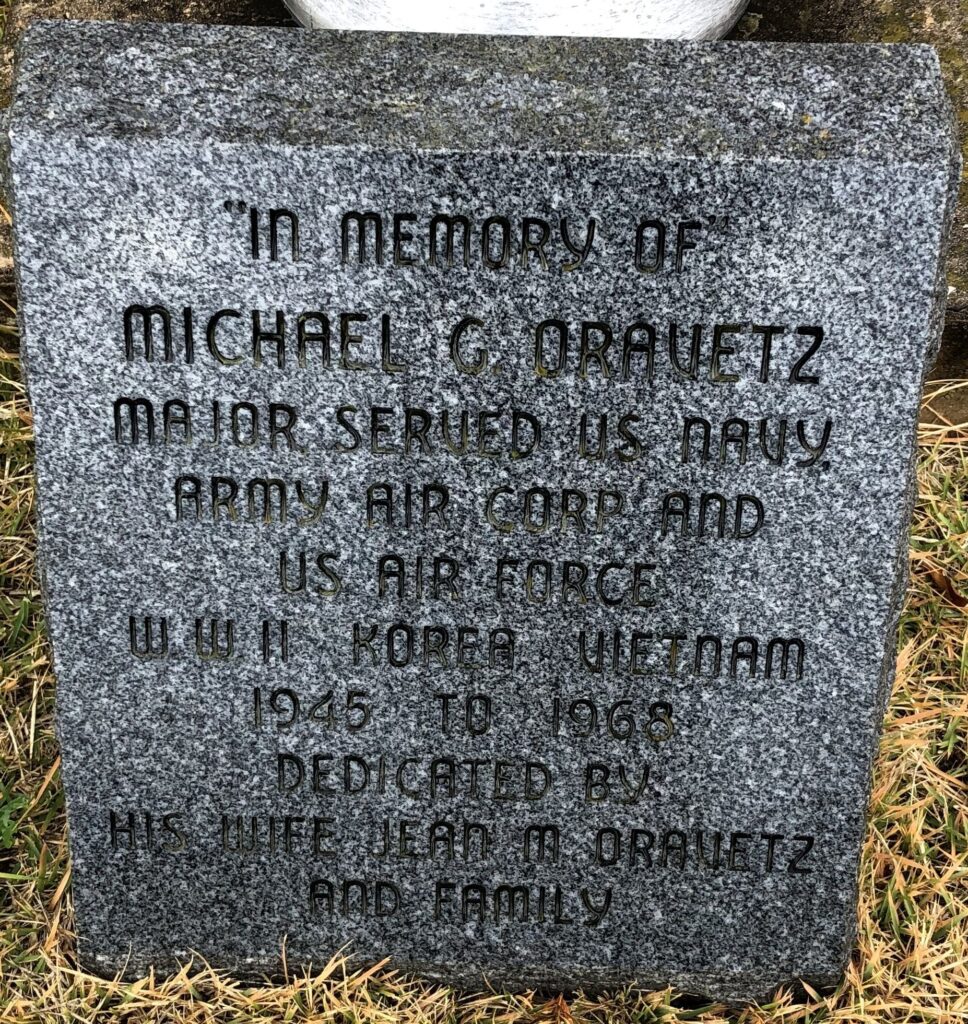 "IN MEMORY OF"
MICHAEL G. ORAVETZ
MAJOR SERVED US NAVY,
ARMY AIR CORP AND
US AIR FORCE
W.W.II KOREA VIETNAM
1945 TO 1968
DEDICATED BY
HIS WIFE JEAN M ORAVETZ
AND FAMILY